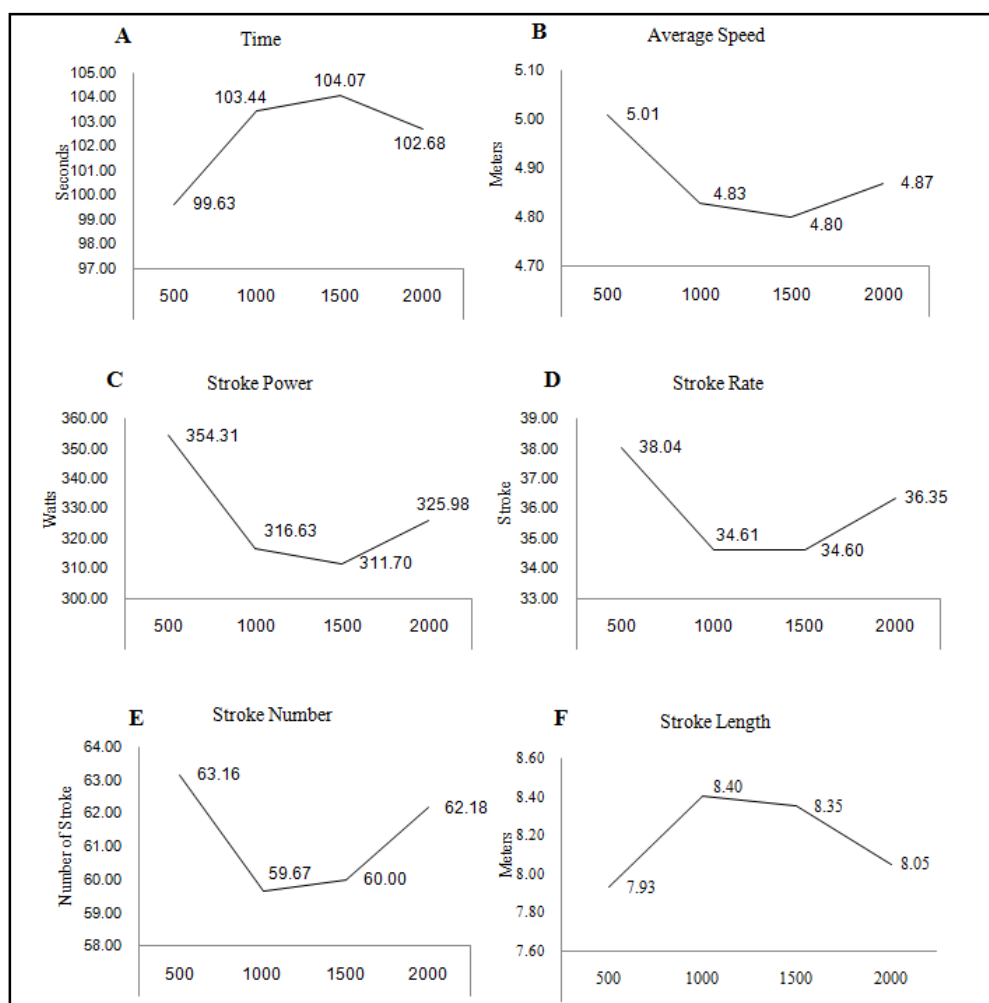 A
Time
105.00
104.00
103.00
102.00
101.00
100.00
99.00
98.00
97.00
Seconds
99.63
103.44
104.07
102.68
500 1000 1500 2000
B
Average Speed
5.10
5.00
4.90
4.80
4.70
Meters
5.01
4.83
4.80
4.87
500 1000 1500 2000
C
Stroke Power
360.00
350.00
340.00
330.00
320.00
310.00
300.00
Watts
354.31
316.63
311.70
325.98
500 1000 1500 2000
D
Stroke Rate
39.00
38.00
37.00
36.00
35.00
34.00
33.00
Stroke
38.04
34.61
34.60
36.35
500 1000 1500 2000
E
Stroke Number
64.00
63.00
62.00
61.00
60.00
59.00
58.00
Number of Stroke
63.16
59.67
60.00
62.18
500 1000 1500 2000
F
Stroke Length
8.60
8.40
8.20
8.00
7.80
7.60
Meters
7.93
8.40
8.35
8.05
500 1000 1500 2000